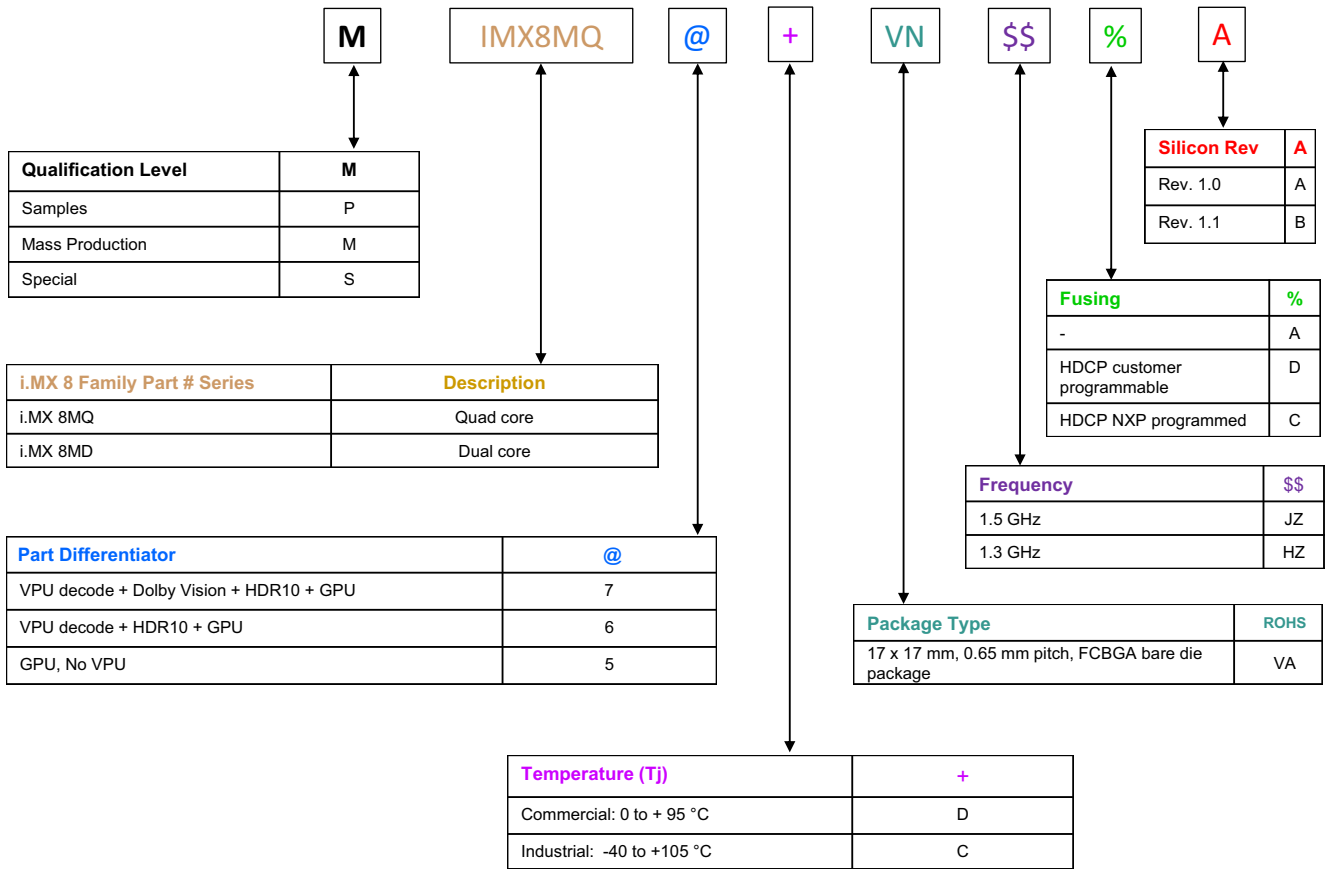 M IMX8MQ @ + VN $$ % A
Qualification Level M
Samples P
Mass Production M
Special S
Silicon Rev A
Rev. 1.0 A
Rev. 1.1 B
Fusing %
- A
HDCP customer
programmable D
HDCP NXP programmed C
i.MX 8 Family Part # Series Description
i.MX 8MQ Quad core
i.MX 8MD Dual core
Frequency $$
1.5 GHz JZ
1.3 GHz HZ
Part Differentiator @
VPU decode + Dolby Vision + HDR10 + GPU 7
VPU decode + HDR10 + GPU 6
GPU, No VPU 5
Package Type ROHS
17 x 17 mm, 0.65 mm pitch, FCBGA bare die
package VA
Temperature (Tj) +
Commercial: 0 to + 95 °C D
Industrial: -40 to +105 °C C